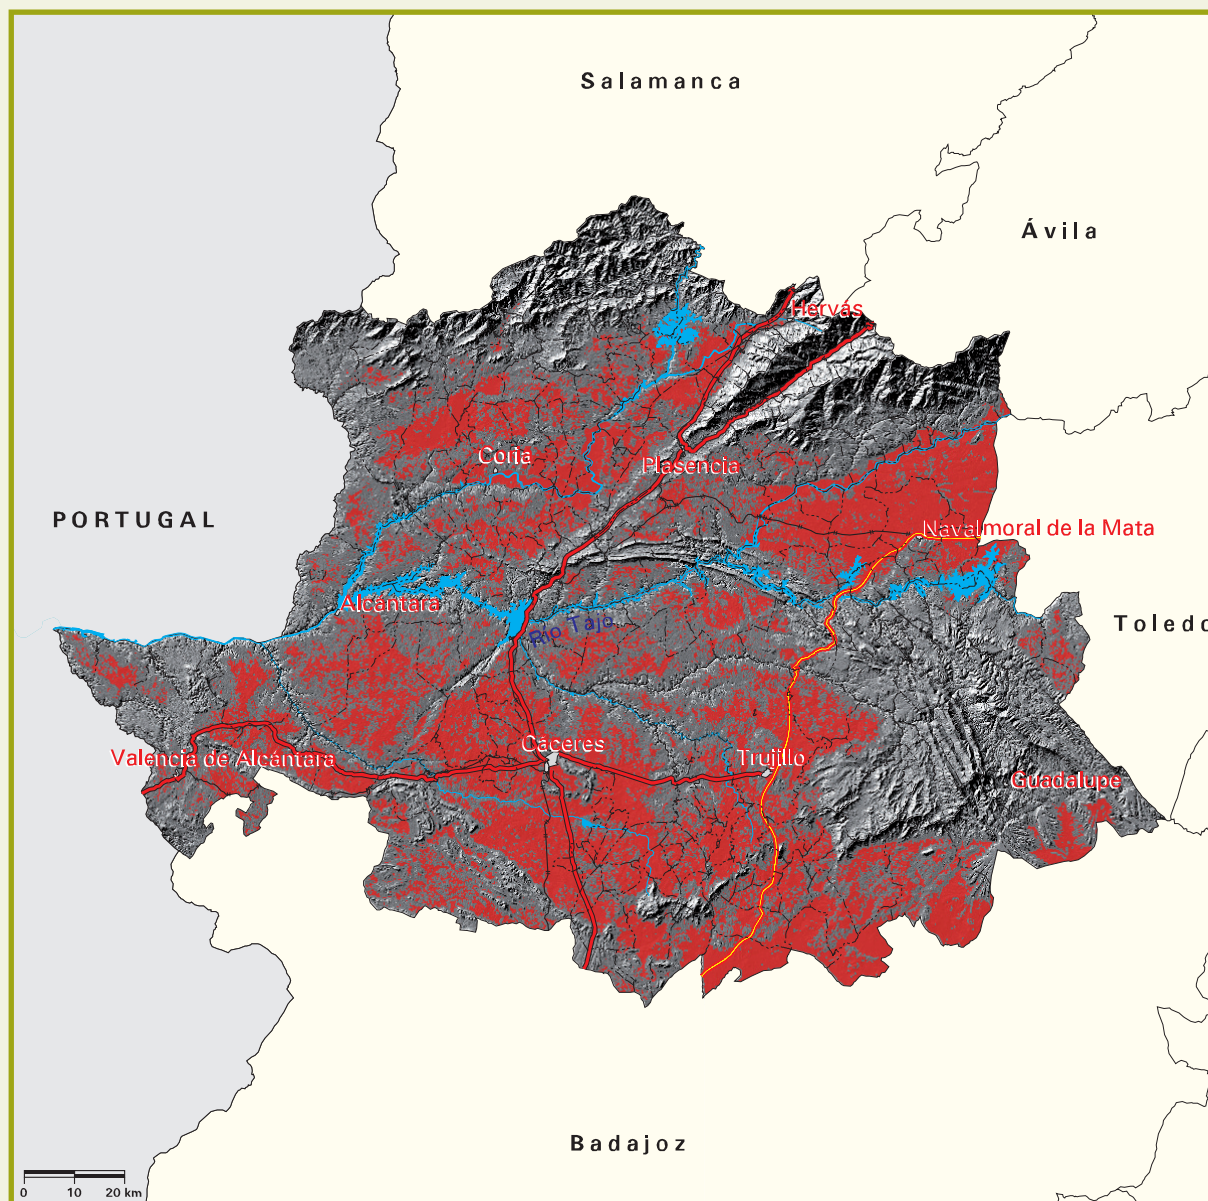 Salamanca
Ávila
Hervás
Coria
Plasencia
PORTUGAL
Navalmoral de la Mata
Alcántara
Río Tajo
Toledo
Cáceres
Valencia de Alcántara
Trujillo
Guadalupe
Badajoz
0 10 20 km